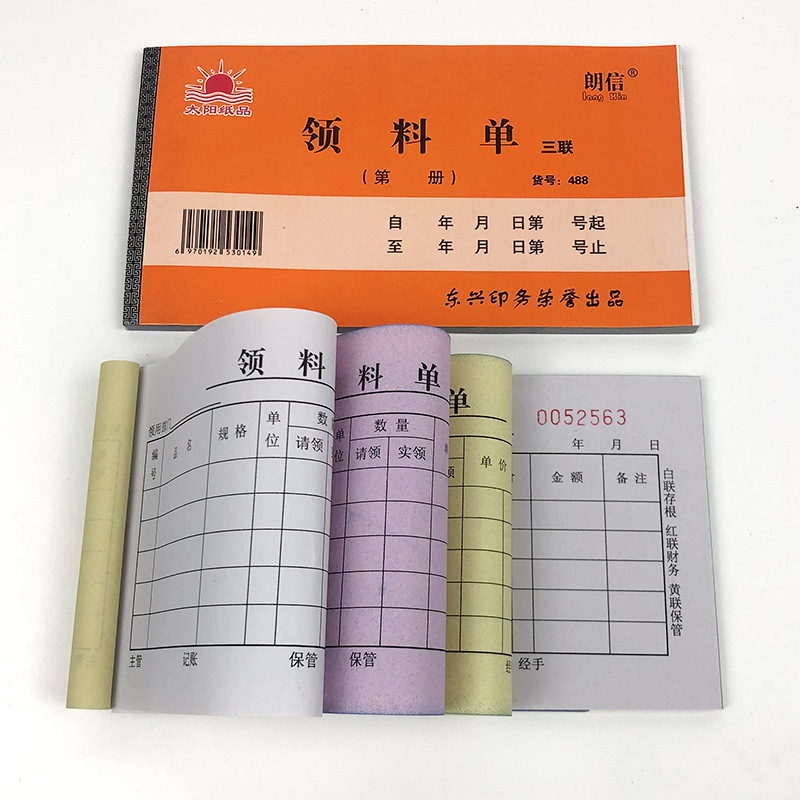 太阳纸品
朗信®
lang Xin
领料单 三联
(第 册)
货号：488
自 年 月 日第 号起
至 年 月 日第 号止
6 970192 530149
东兴印务荣誉出品
领 料
领用部门
编号 品名 规格 单位 数
请领
主管 记账 保管
料 单
单位 数量
请领 实领
保管
单
单价
0052563
年 月 日
金额 备注
白联存根 红联财务 黄联保管
经手